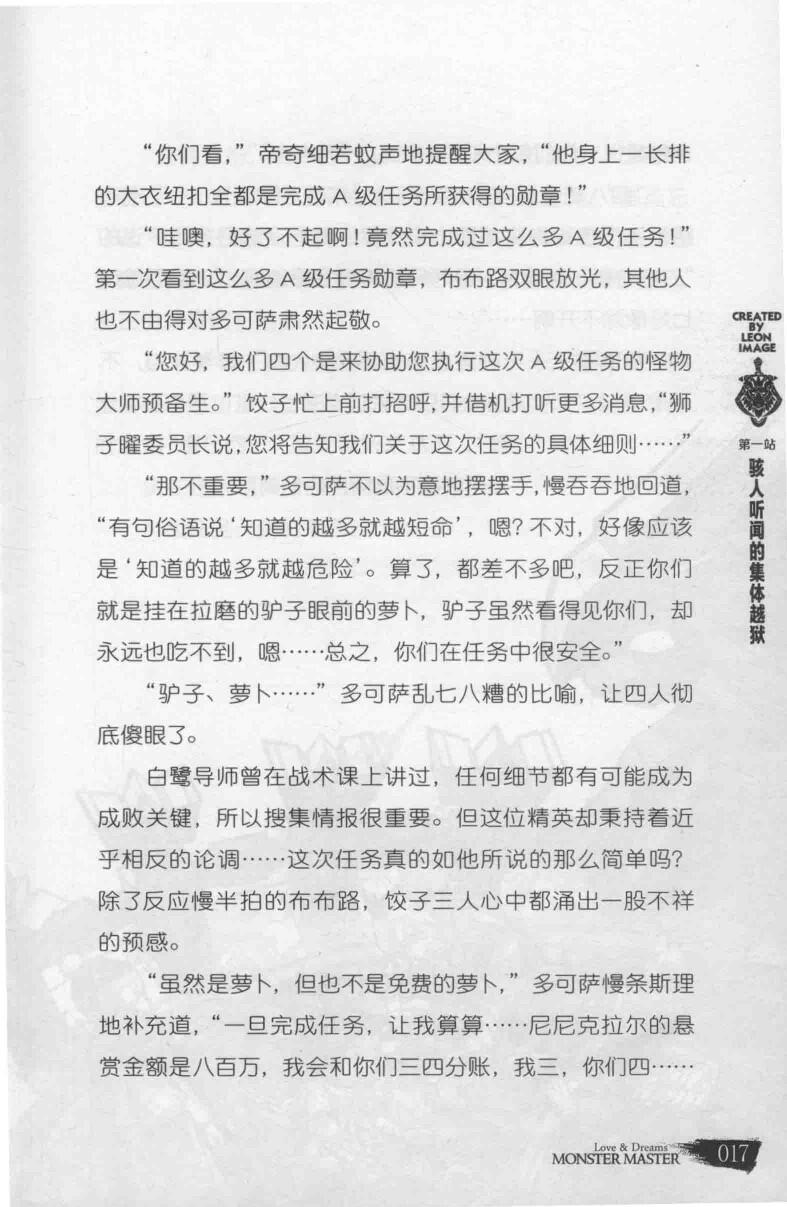 “你们看，”帝奇细若蚊声地提醒大家，“他身上一长排
的大衣纽扣全都是完成 A 级任务所获得的勋章！”
“哇噢，好了不起啊！竟然完成过这么多 A 级任务！”
第一次看到这么多 A 级任务勋章，布布路双眼放光，其他人
也不由得对多可萨肃然起敬。
“您好，我们四个是来协助您执行这次 A 级任务的怪物
大师预备生。”饺子忙上前打招呼，并借机打听更多消息，“狮
子曜委员长说，您将告知我们关于这次任务的具体细则……”
“那不重要，”多可萨不以为意地摆摆手，慢吞吞地回道，
“有句俗语说‘知道的越多就越短命’，嗯？不对，好像应该
是‘知道的越多就越危险’。算了，都差不多吧，反正你们
就是挂在拉磨的驴子眼前的萝卜，驴子虽然看得见你们，却
永远也吃不到，嗯……总之，你们在任务中很安全。”
“驴子、萝卜……”多可萨乱七八糟的比喻，让四人彻
底傻眼了。
白鹭导师曾在战术课上讲过，任何细节都有可能成为
成败关键，所以搜集情报很重要。但这位精英却秉持着近
乎相反的论调……这次任务真的如他所说的那么简单吗？
除了反应慢半拍的布布路，饺子三人心中都涌出一股不祥
的预感。
“虽然是萝卜，但也不是免费的萝卜，”多可萨慢条斯理
地补充道，“一旦完成任务，让我算算……尼尼克拉尔的悬
赏金额是八百万，我会和你们三四分账，我三，你们四……
CREATED
BY
LEON
IMAGE
第一站
骇人听闻的集体越狱
Love & Dreams
MONSTER MASTER
017